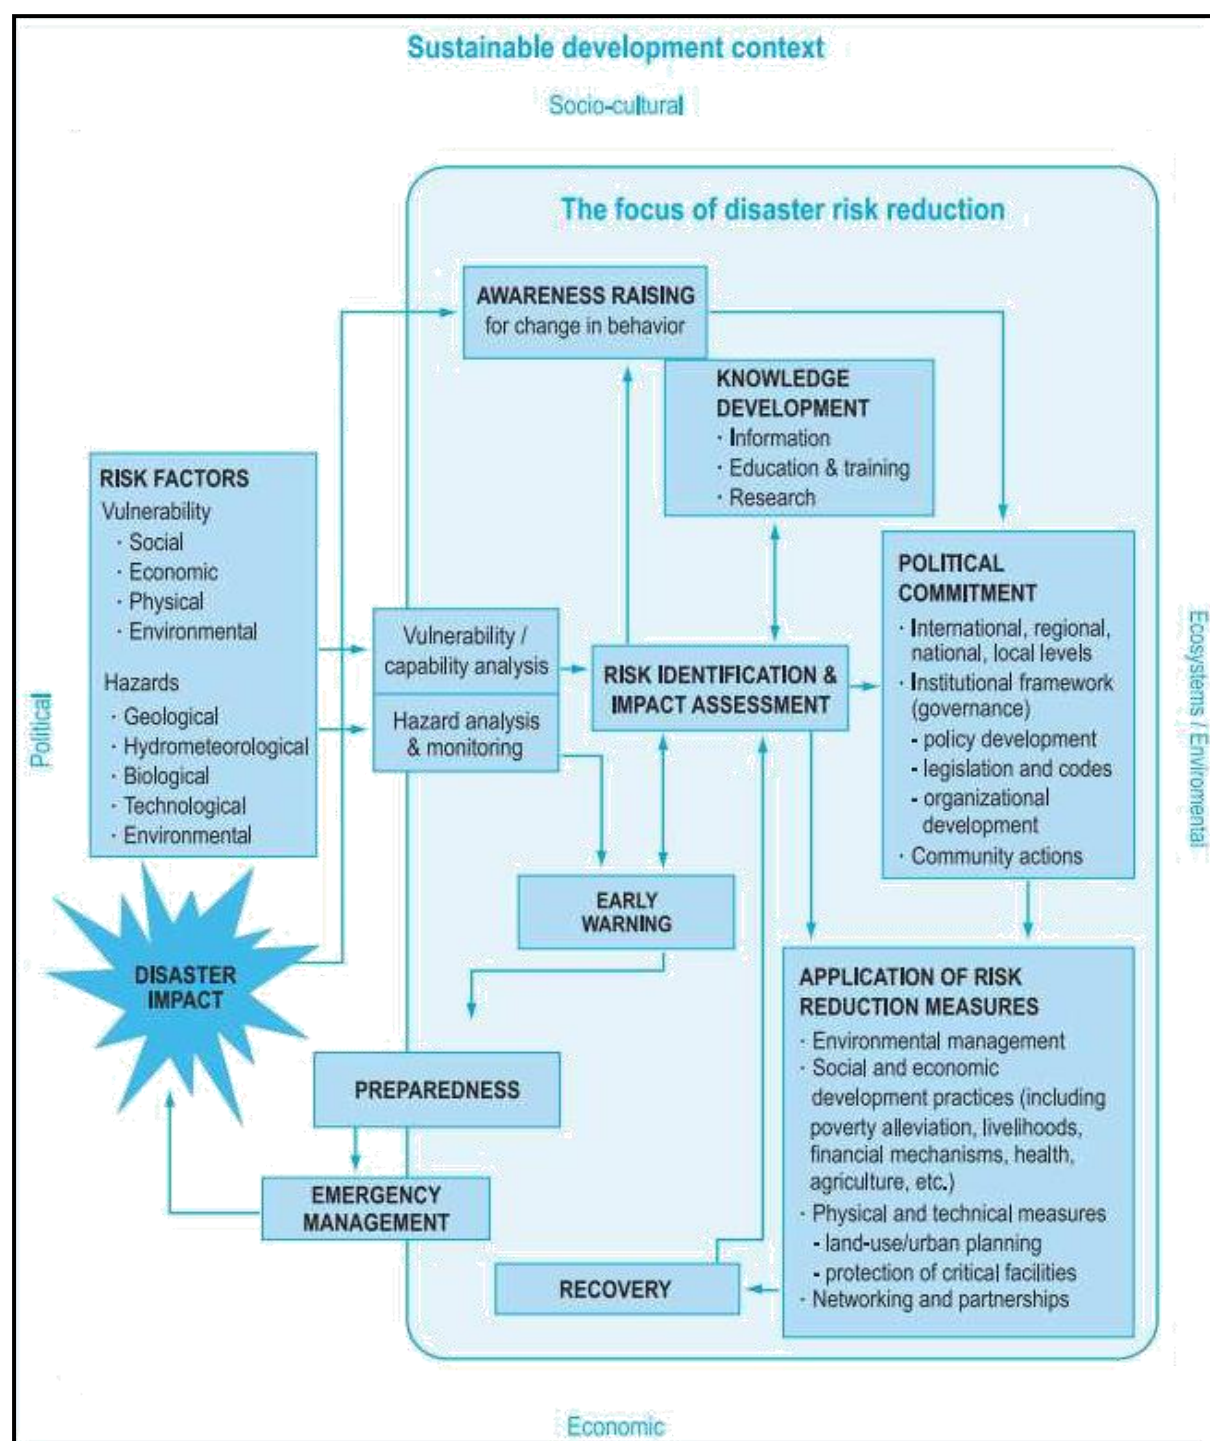 Sustainable development context
Socio-cultural
The focus of disaster risk reduction
AWARENESS RAISING
for change in behavior
KNOWLEDGE
DEVELOPMENT
· Information
· Education & training
· Research
RISK FACTORS
Vulnerability
· Social
· Economic
· Physical
· Environmental
Hazards
· Geological
· Hydrometeorological
· Biological
· Technological
· Environmental
Vulnerability /
capability analysis
Hazard analysis
& monitoring
RISK IDENTIFICATION &
IMPACT ASSESSMENT
POLITICAL
COMMITMENT
· International, regional,
national, local levels
· Institutional framework
(governance)
- policy development
- legislation and codes
- organizational
development
· Community actions
Political
Ecosystems / Enviromental
EARLY
WARNING
DISASTER
IMPACT
PREPAREDNESS
EMERGENCY
MANAGEMENT
RECOVERY
APPLICATION OF RISK
REDUCTION MEASURES
· Environmental management
· Social and economic
development practices (including
poverty alleviation, livelihoods,
financial mechanisms, health,
agriculture, etc.)
· Physical and technical measures
- land-use/urban planning
- protection of critical facilities
· Networking and partnerships
Economic